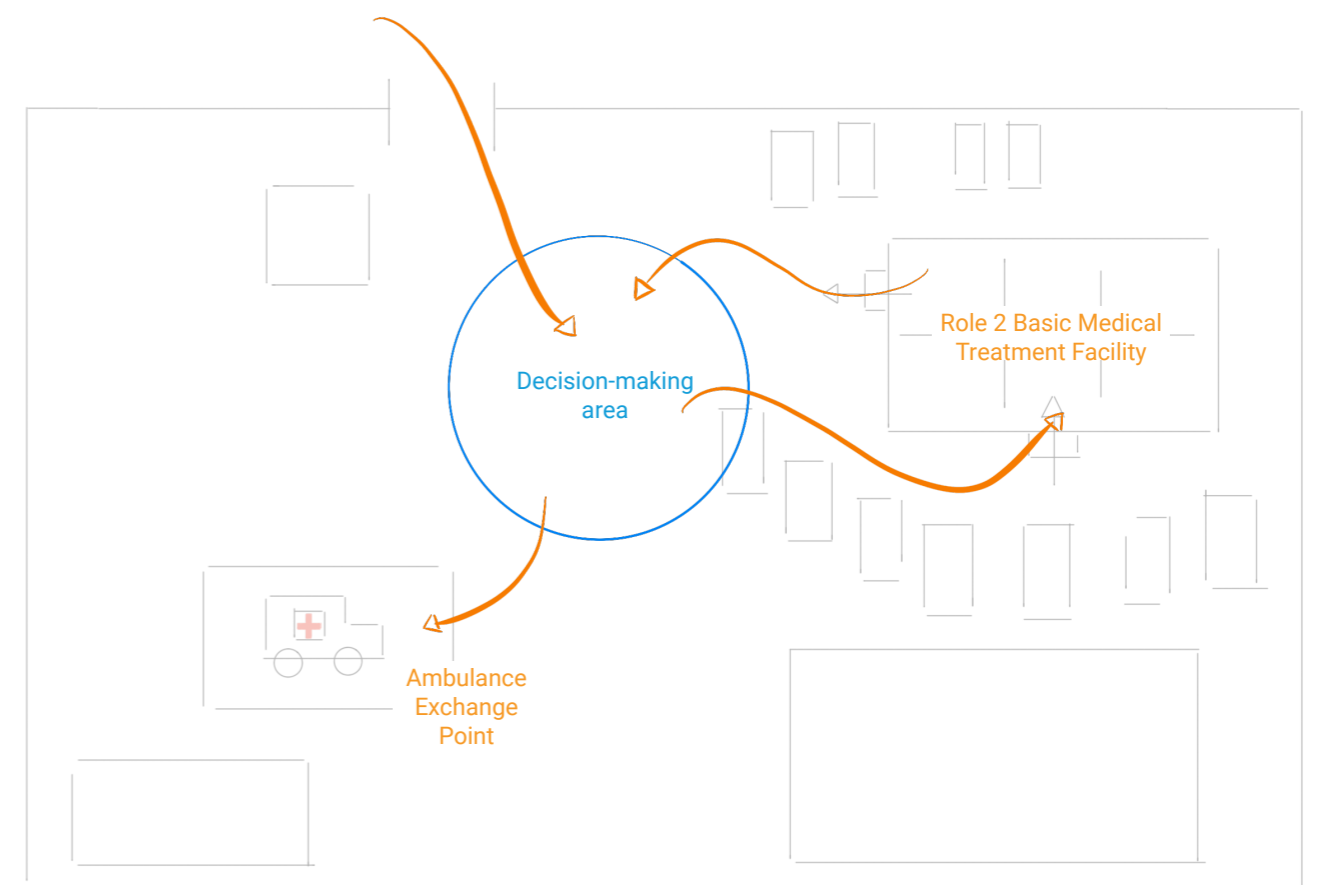 Role 2 Basic Medical
Treatment Facility
Decision-making
area
Ambulance
Exchange
Point